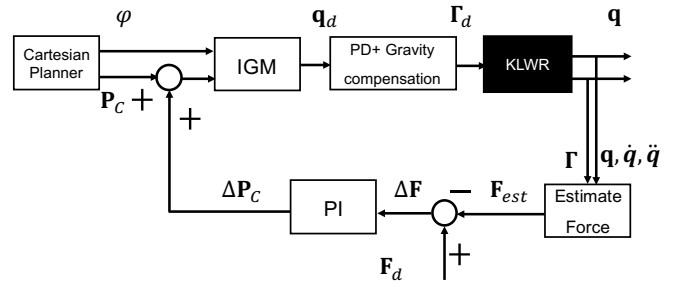 φ
𝐪_d
𝚪_d
𝐪
Cartesian
Planner
IGM
PD+ Gravity
compensation
KLWR
𝐏_C
+
+
𝚪
𝐪, q̇, q̈
Δ𝐏_C
PI
Δ𝐅
−
𝐅_est
Estimate
Force
𝐅_d
+